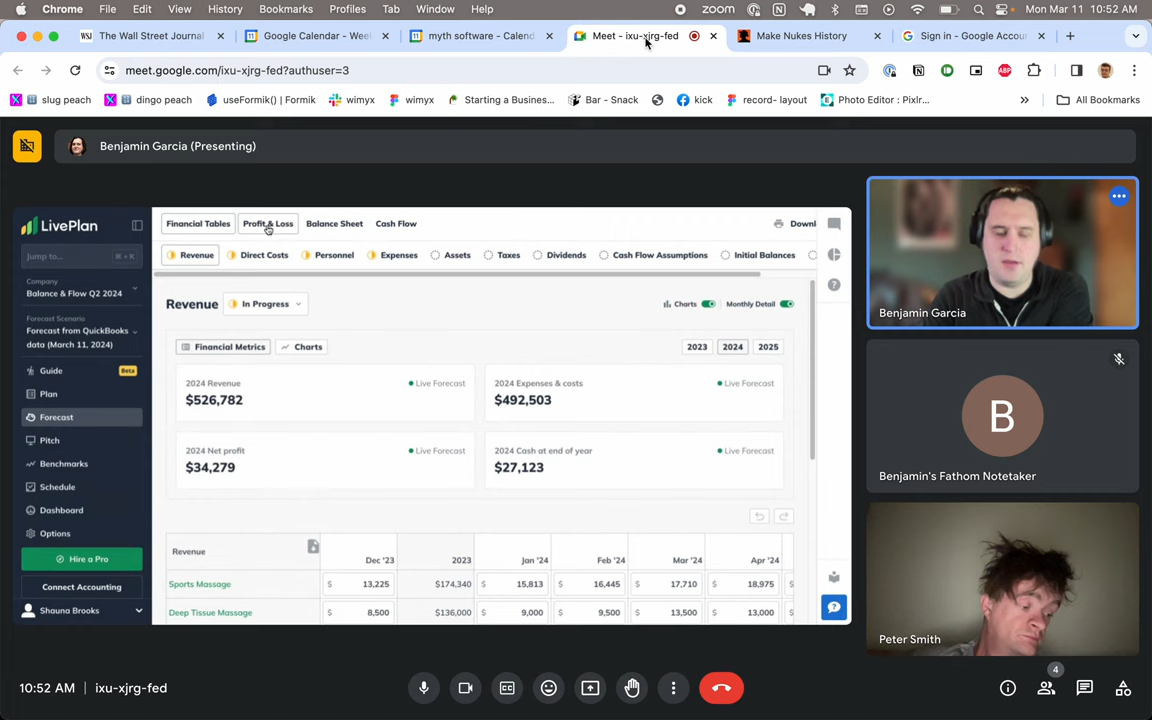 Chrome File Edit View History Bookmarks Profiles Tab Window Help zoom Mon Mar 11 10:52 AM
The Wall Street Journal Google Calendar - Wee myth software - Calend Meet - ixu-xjrg-fed Make Nukes History Sign in - Google Accou
meet.google.com/ixu-xjrg-fed?authuser=3
slug peach dingo peach useFormik() | Formik wimyx wimyx Starting a Business... Bar - Snack kick record- layout Photo Editor : Pixlr... All Bookmarks
Benjamin Garcia (Presenting)
LivePlan
Jump to...
Company
Balance & Flow Q2 2024
Forecast Scenario
Forecast from QuickBooks
data (March 11, 2024)
Guide Beta
Plan
Forecast
Pitch
Benchmarks
Schedule
Dashboard
Options
Hire a Pro
Connect Accounting
Shauna Brooks
Financial Tables Profit & Loss Balance Sheet Cash Flow Downl
Revenue Direct Costs Personnel Expenses Assets Taxes Dividends Cash Flow Assumptions Initial Balances
Revenue In Progress Charts Monthly Detail
Financial Metrics Charts 2023 2024 2025
2024 Revenue Live Forecast 2024 Expenses & costs Live Forecast
$526,782 $492,503
2024 Net profit Live Forecast 2024 Cash at end of year Live Forecast
$34,279 $27,123
Revenue Dec '23 2023 Jan '24 Feb '24 Mar '24 Apr '24
Sports Massage $ 13,225 $174,340 $ 15,813 $ 16,445 $ 17,710 $ 18,975 $
Deep Tissue Massage $ 8,500 $136,000 $ 9,000 $ 9,500 $ 13,500 $ 13,000 $
Benjamin Garcia
B
Benjamin's Fathom Notetaker
Peter Smith
10:52 AM | ixu-xjrg-fed
4